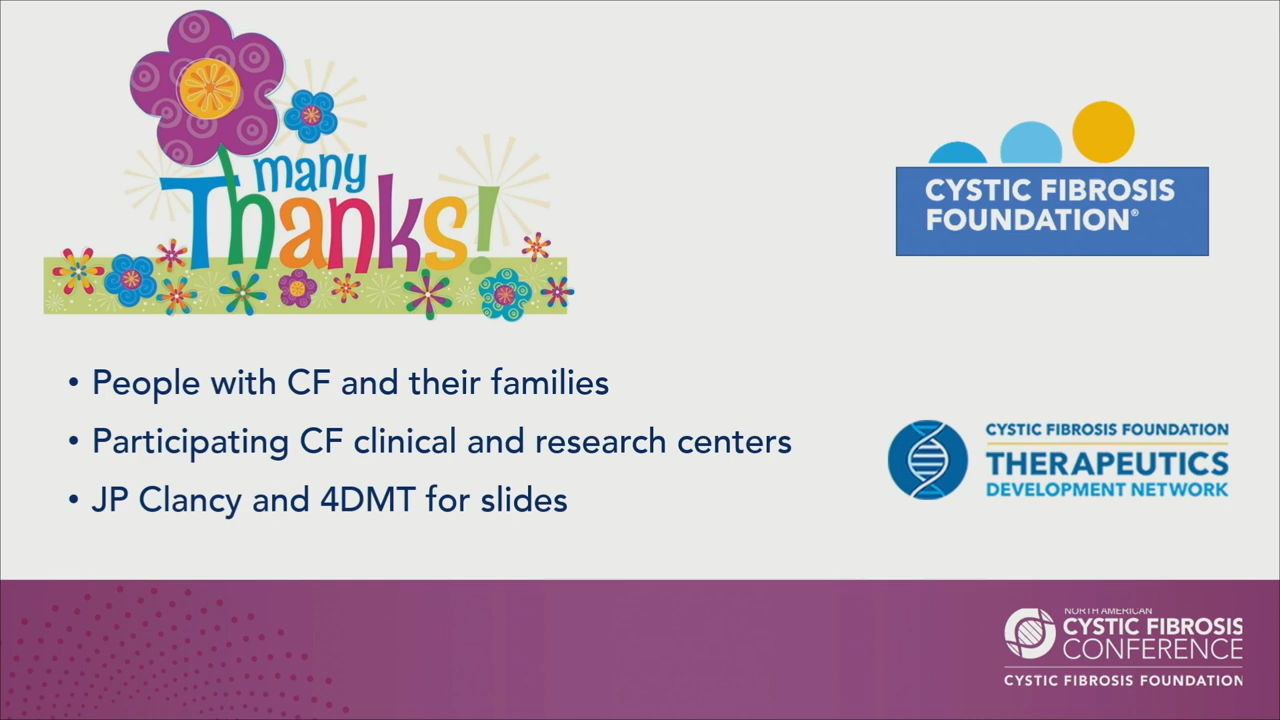 many
Thanks!
CYSTIC FIBROSIS
FOUNDATION®
• People with CF and their families
• Participating CF clinical and research centers
• JP Clancy and 4DMT for slides
CYSTIC FIBROSIS FOUNDATION
THERAPEUTICS
DEVELOPMENT NETWORK
NORTH AMERICAN
CYSTIC FIBROSIS
CONFERENCE
CYSTIC FIBROSIS FOUNDATION